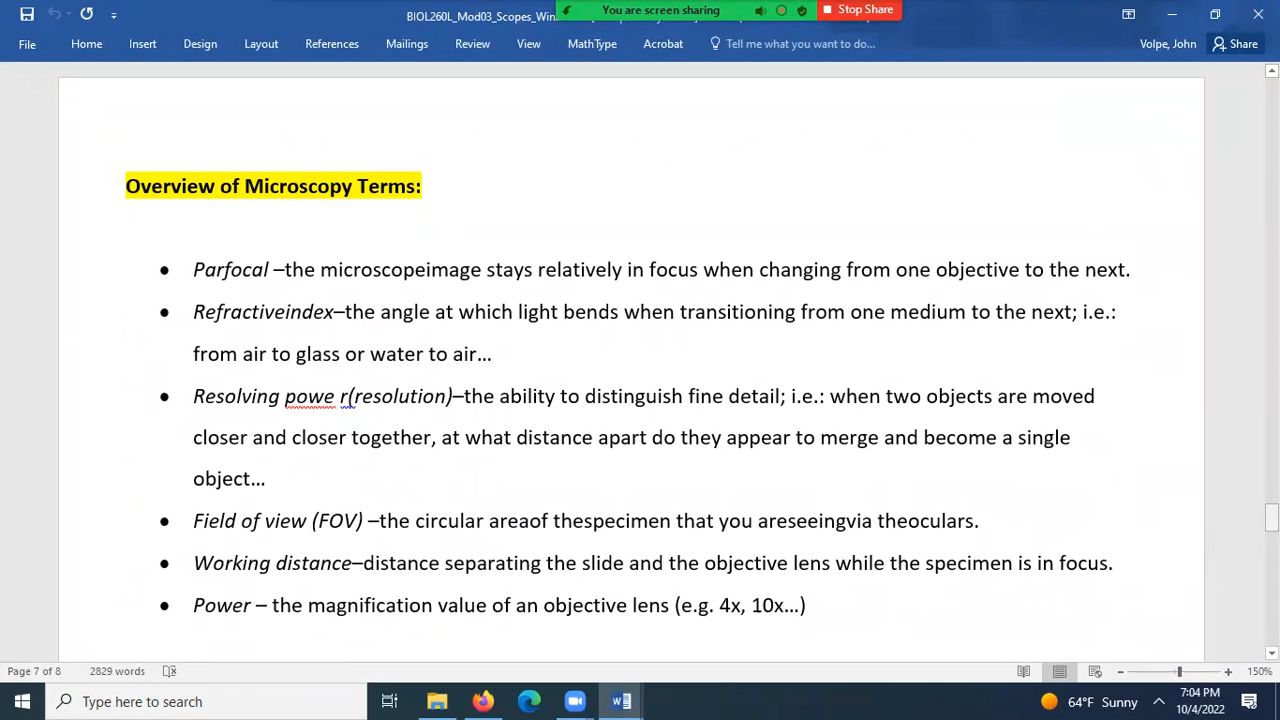 BIOL260L_Mod03_Scopes_Win
You are screen sharing
Stop Share
File Home Insert Design Layout References Mailings Review View MathType Acrobat Tell me what you want to do... Volpe, John Share
Overview of Microscopy Terms:
• Parfocal –the microscopeimage stays relatively in focus when changing from one objective to the next.
• Refractiveindex–the angle at which light bends when transitioning from one medium to the next; i.e.:
from air to glass or water to air…
• Resolving powe r(resolution)–the ability to distinguish fine detail; i.e.: when two objects are moved
closer and closer together, at what distance apart do they appear to merge and become a single
object…
• Field of view (FOV) –the circular areaof thespecimen that you areseeingvia theoculars.
• Working distance–distance separating the slide and the objective lens while the specimen is in focus.
• Power – the magnification value of an objective lens (e.g. 4x, 10x…)
Page 7 of 8 2829 words 150%
Type here to search
64°F Sunny
7:04 PM
10/4/2022